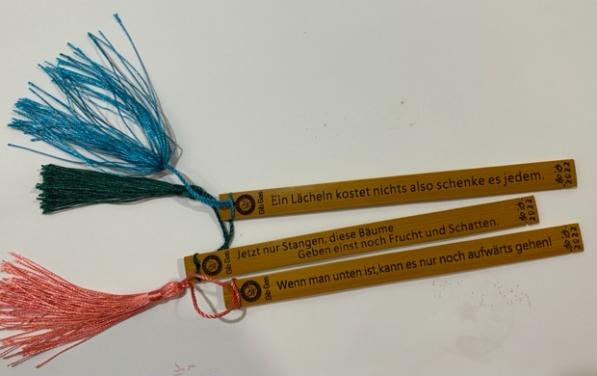 Ein Lächeln kostet nichts also schenke es jedem.
2022
Jetzt nur Stangen, diese Bäume
Geben einst noch Frucht und Schatten.
2022
Wenn man unten ist,kann es nur noch aufwärts gehen!
2022